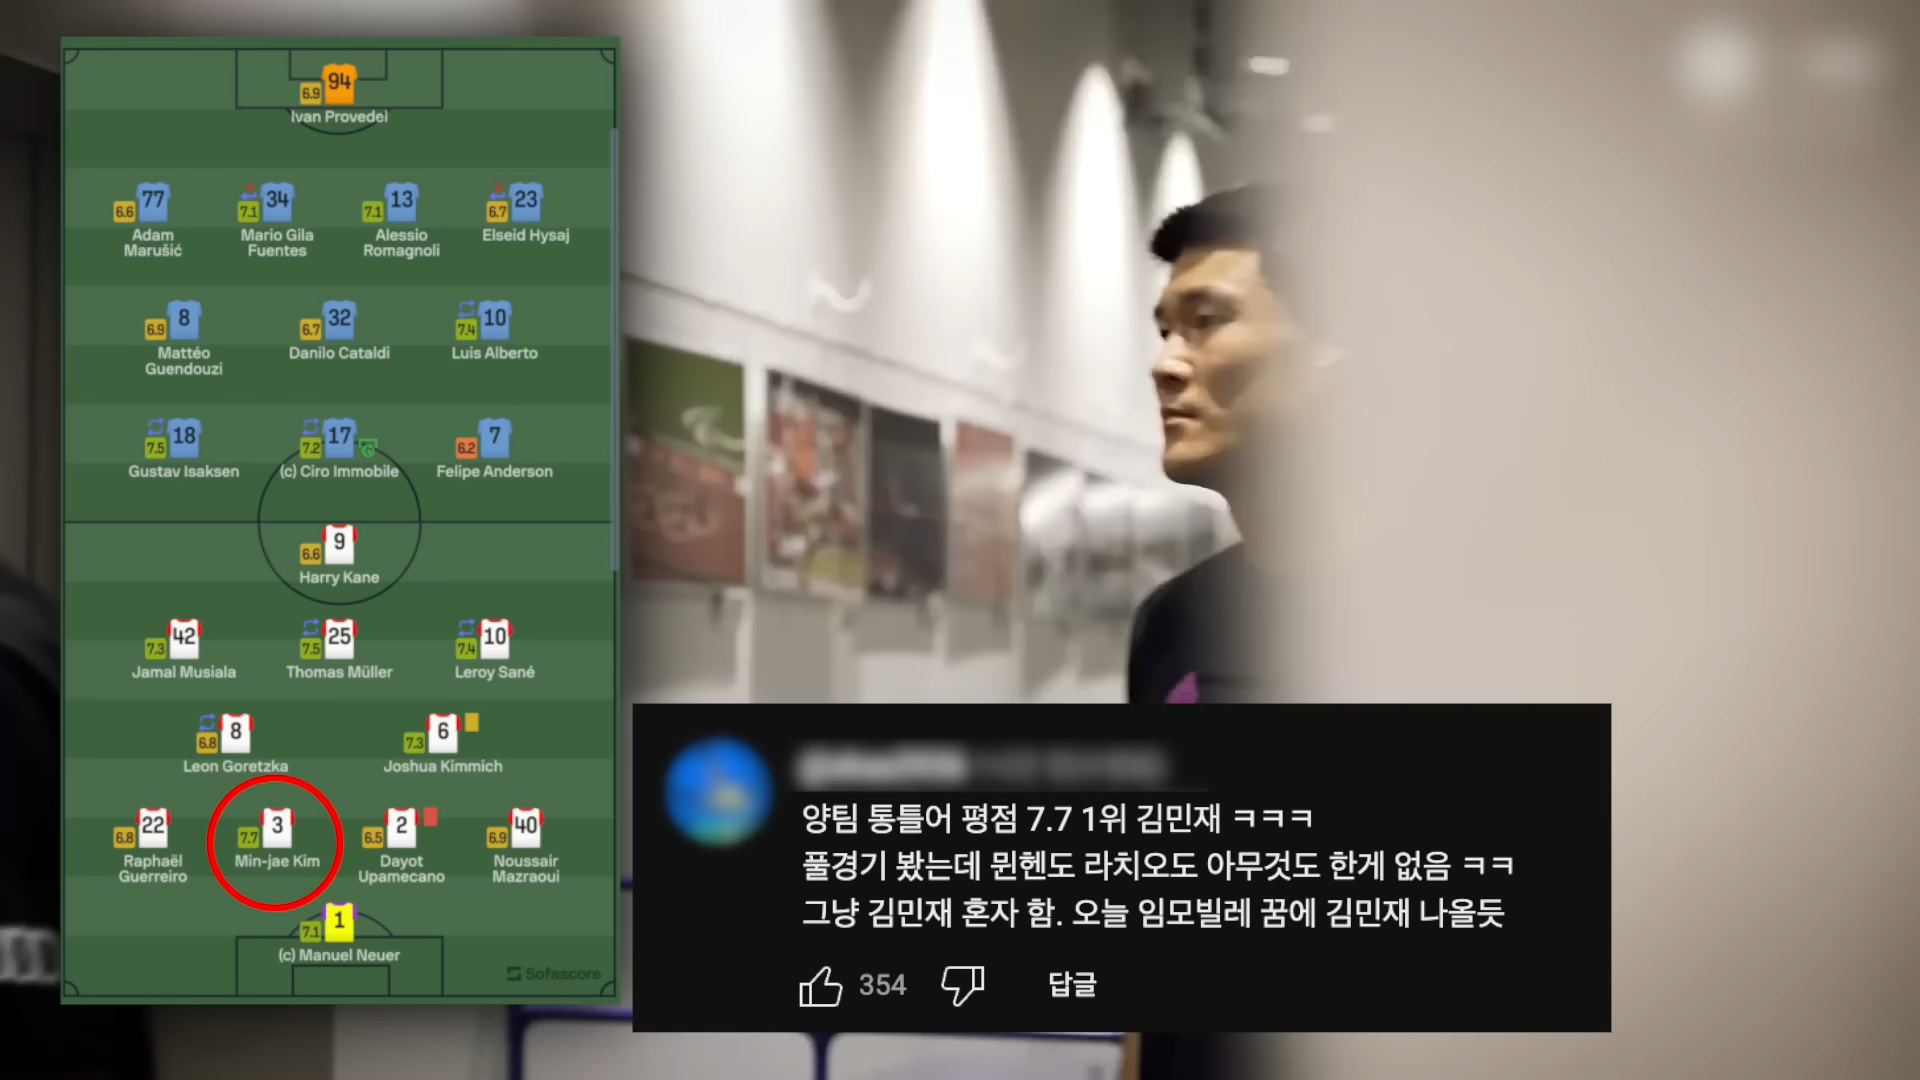 94
6.9
Ivan Provedel
77
34
13
23
6.6
7.1
7.1
6.7
Adam
Marušić
Mario Gila
Fuentes
Alessio
Romagnoli
Elseid Hysaj
8
32
10
6.9
6.7
7.4
Mattéo
Guendouzi
Danilo Cataldi
Luis Alberto
18
17
7
7.5
7.2
6.2
Gustav Isaksen
(c) Ciro Immobile
Felipe Anderson
9
6.6
Harry Kane
42
25
10
7.3
7.5
7.4
Jamal Musiala
Thomas Müller
Leroy Sané
8
6
6.8
7.3
Leon Goretzka
Joshua Kimmich
22
3
2
40
6.8
7.7
6.5
6.9
Raphaël
Guerreiro
Min-jae Kim
Dayot
Upamecano
Noussair
Mazraoui
1
7.1
(c) Manuel Neuer
Sofascore
양팀 통틀어 평점 7.7 1위 김민재 ㅋㅋㅋ
풀경기 봤는데 뮌헨도 라치오도 아무것도 한게 없음 ㅋㅋ
그냥 김민재 혼자 함. 오늘 임모빌레 꿈에 김민재 나올듯
354
답글